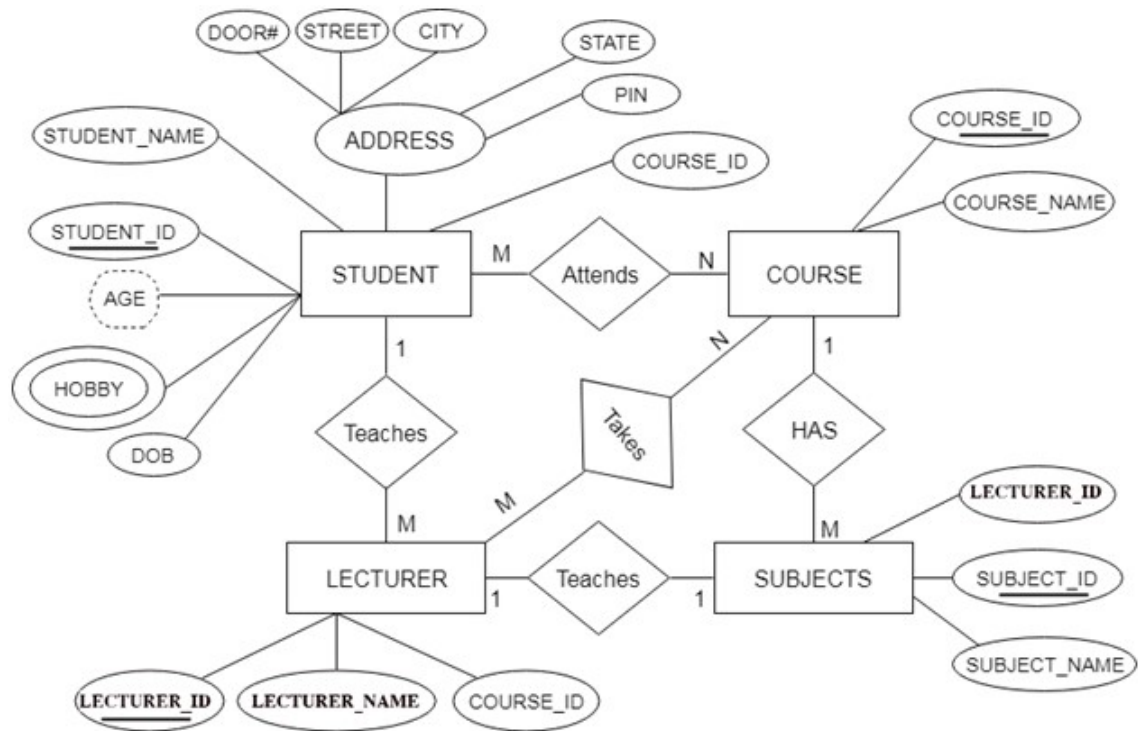 DOOR#
STREET
CITY
STATE
PIN
ADDRESS
STUDENT_NAME
COURSE_ID
COURSE_ID
COURSE_NAME
STUDENT_ID
AGE
HOBBY
DOB
STUDENT
M
Attends
N
COURSE
1
N
1
Teaches
Takes
HAS
M
M
M
LECTURER_ID
LECTURER
1
Teaches
1
SUBJECTS
SUBJECT_ID
SUBJECT_NAME
LECTURER_ID
LECTURER_NAME
COURSE_ID